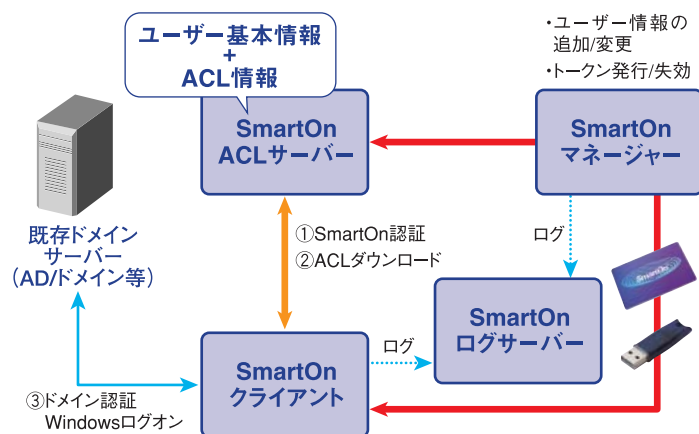 ユーザー基本情報
+
ACL情報
・ユーザー情報の
追加/変更
・トークン発行/失効
SmartOn
ACLサーバー
SmartOn
マネージャー
既存ドメイン
サーバー
(AD/ドメイン等)
①SmartOn認証
②ACLダウンロード
ログ
SmartOn
SmartOn
ログサーバー
ログ
SmartOn
クライアント
③ドメイン認証
Windowsログオン